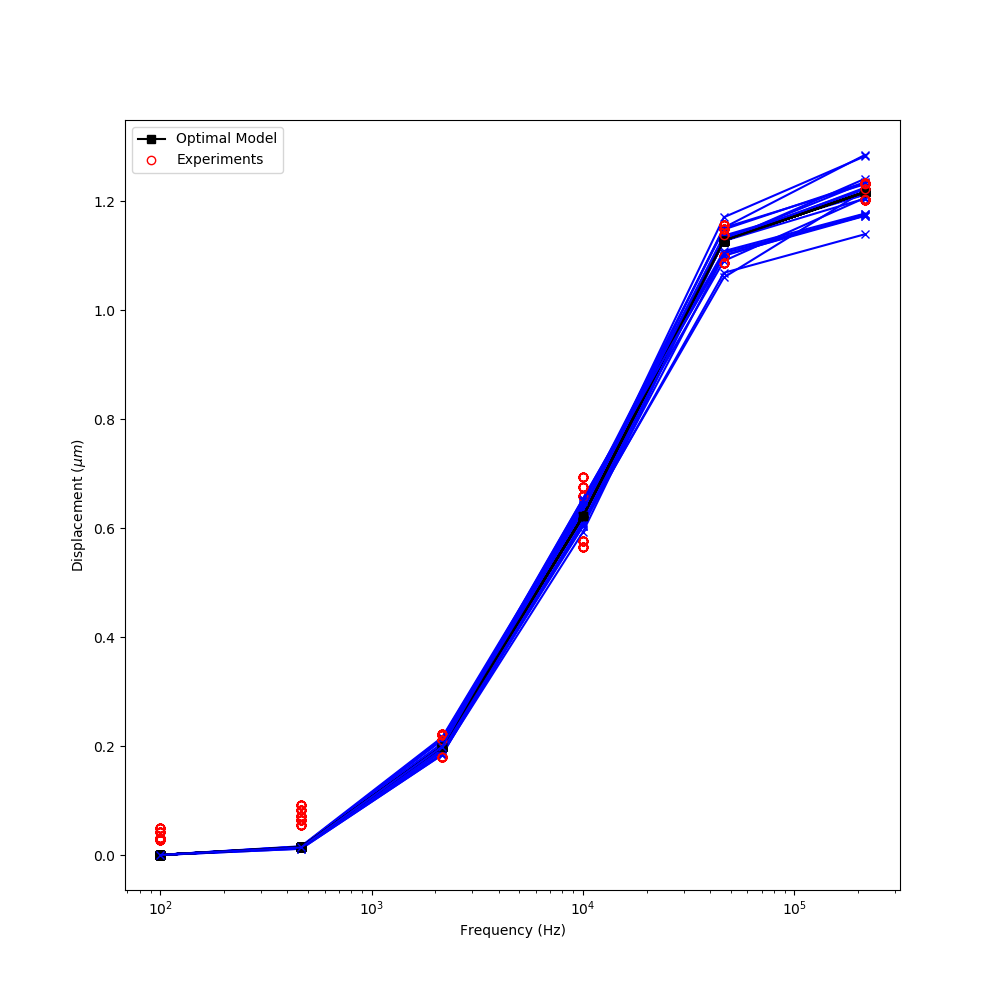 Optimal Model
Experiments
1.2
1.0
0.8
0.6
0.4
0.2
0.0
Displacement (μm)
10²
10³
10⁴
10⁵
Frequency (Hz)